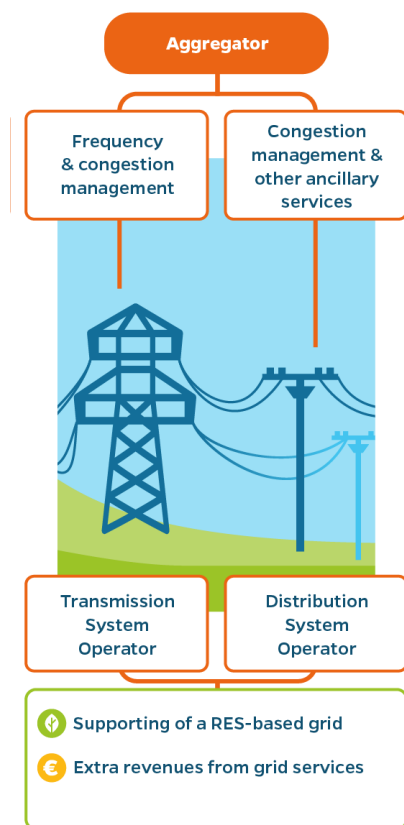 Aggregator
Frequency
& congestion
management
Congestion
management &
other ancillary
services
Transmission
System
Operator
Distribution
System
Operator
Supporting of a RES-based grid
€ Extra revenues from grid services